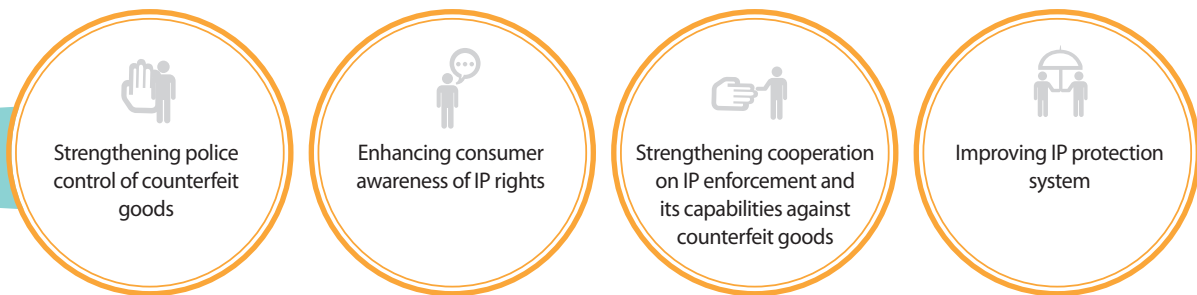 Strengthening police
control of counterfeit
goods
Enhancing consumer
awareness of IP rights
Strengthening cooperation
on IP enforcement and
its capabilities against
counterfeit goods
Improving IP protection
system